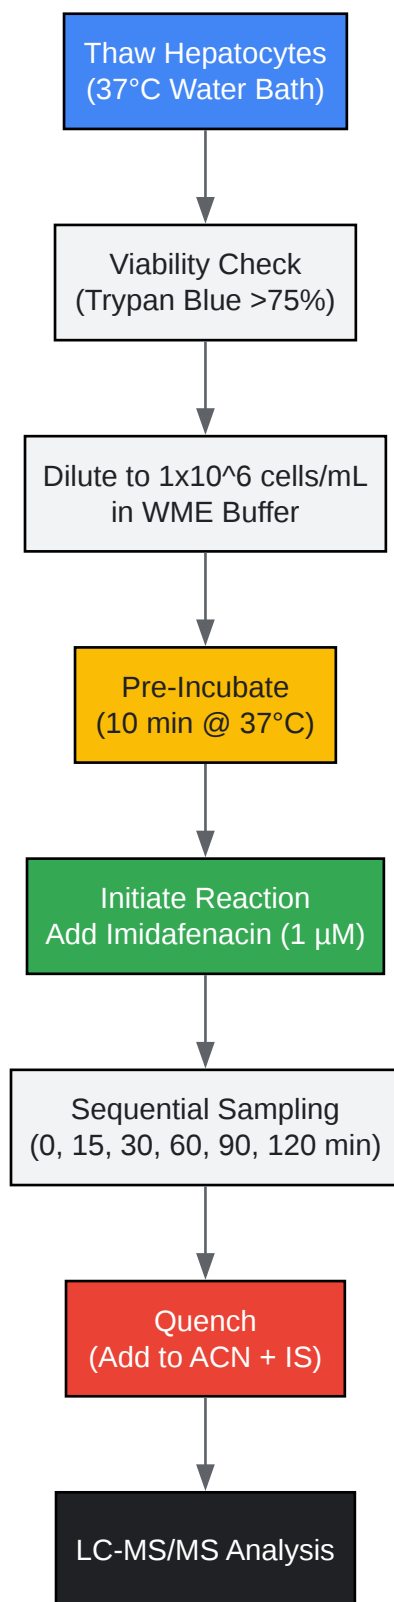 Thaw Hepatocytes
(37°C Water Bath)
Viability Check
(Trypan Blue >75%)
Dilute to 1x10^6 cells/mL
in WME Buffer
Pre-Incubate
(10 min @ 37°C)
Initiate Reaction
Add Imidafenacin (1 µM)
Sequential Sampling
(0, 15, 30, 60, 90, 120 min)
Quench
(Add to ACN + IS)
LC-MS/MS Analysis